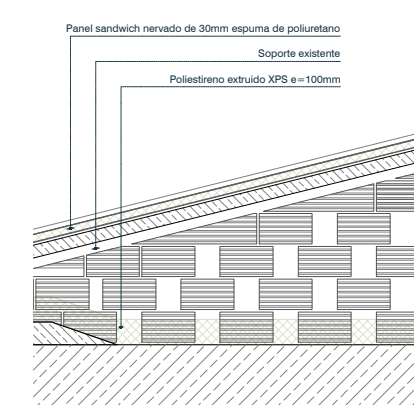 Panel sandwich nervado de 30mm espuma de poliuretano
Soporte existente
Poliestireno extruido XPS e=100mm